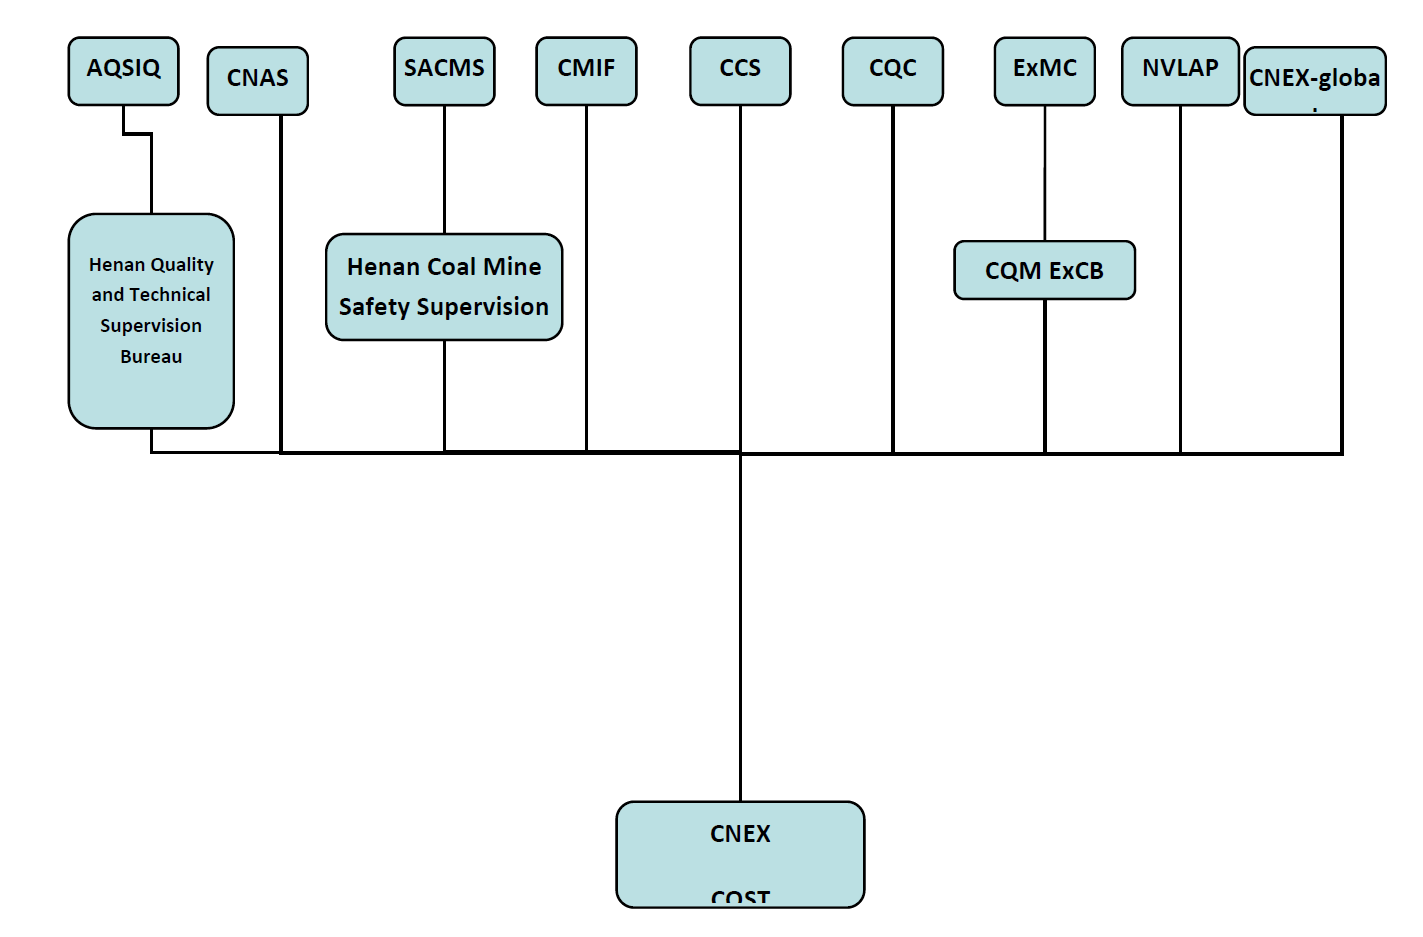 AQSIQ
CNAS
SACMS
CMIF
CCS
CQC
ExMC
NVLAP
CNEX-globa
Henan Quality
and Technical
Supervision
Bureau
Henan Coal Mine
Safety Supervision
CQM ExCB
CNEX
COST